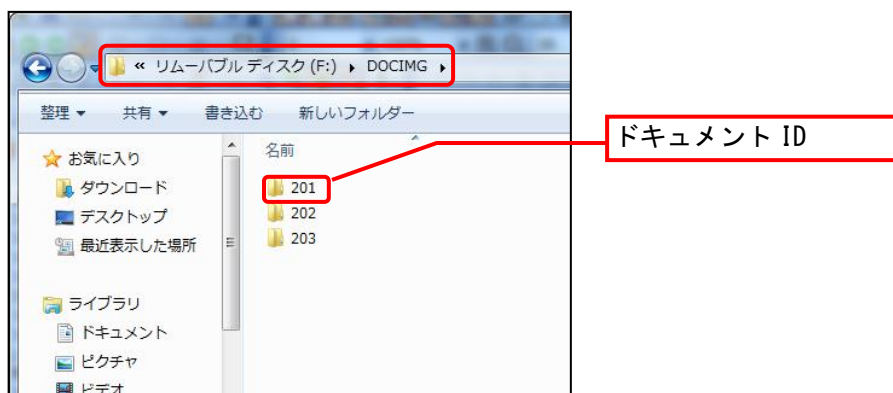 « リムーバブル ディスク (F:) ▸ DOCIMG ▸
整理 ▼ 共有 ▼ 書き込む 新しいフォルダー
お気に入り
ダウンロード
デスクトップ
最近表示した場所
ライブラリ
ドキュメント
ピクチャ
ビデオ
名前
201
202
203
ドキュメント ID